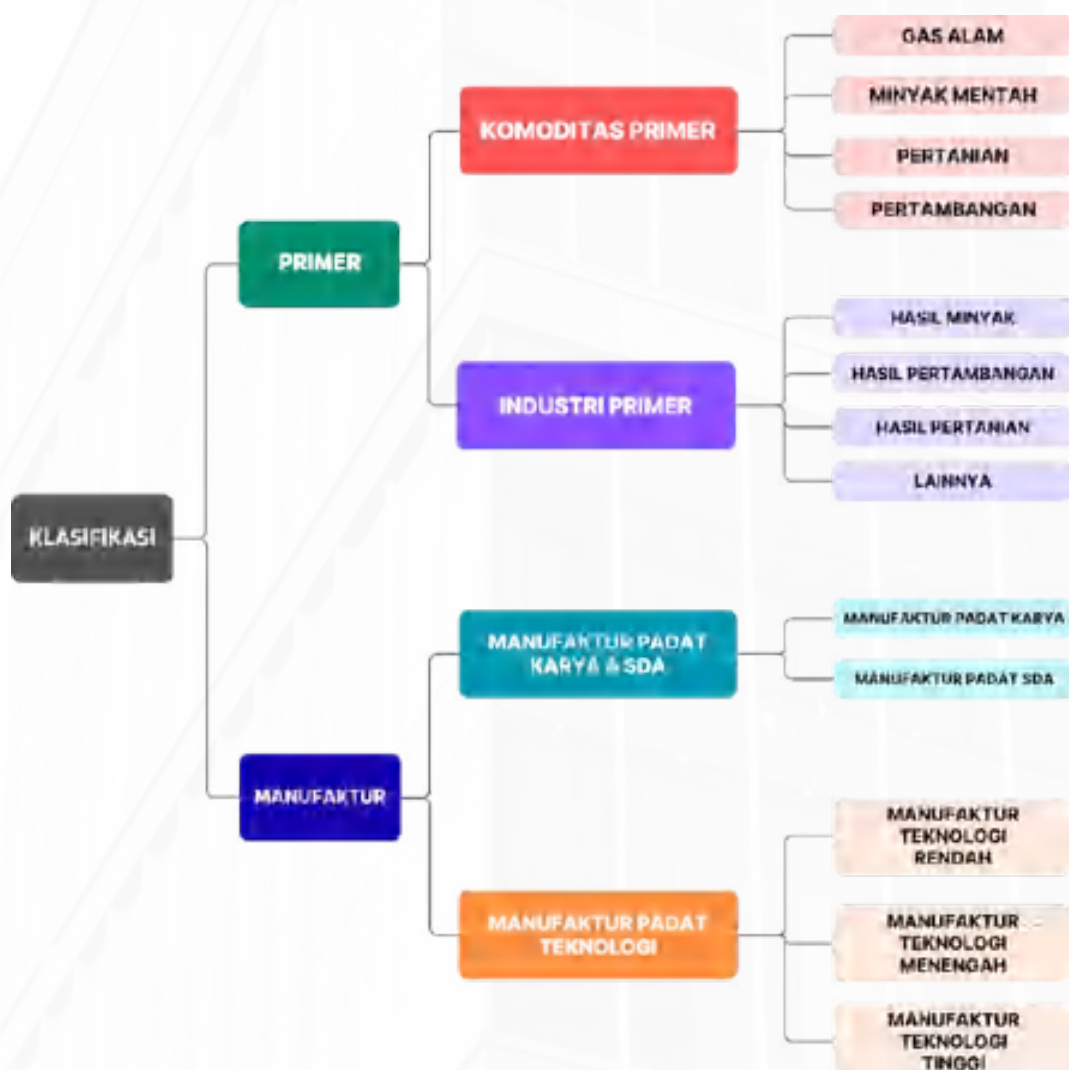 GAS ALAM
MINYAK MENTAH
KOMODITAS PRIMER
PERTANIAN
PERTAMBANGAN
PRIMER
HASIL MINYAK
HASIL PERTAMBANGAN
INDUSTRI PRIMER
HASIL PERTANIAN
LAINNYA
KLASIFIKASI
MANUFAKTUR PADAT KARYA
MANUFAKTUR PADAT
KARYA & SDA
MANUFAKTUR PADAT SDA
MANUFAKTUR
MANUFAKTUR
TEKNOLOGI
RENDAH
MANUFAKTUR PADAT
TEKNOLOGI
MANUFAKTUR
TEKNOLOGI
MENENGAH
MANUFAKTUR
TEKNOLOGI
TINGGI